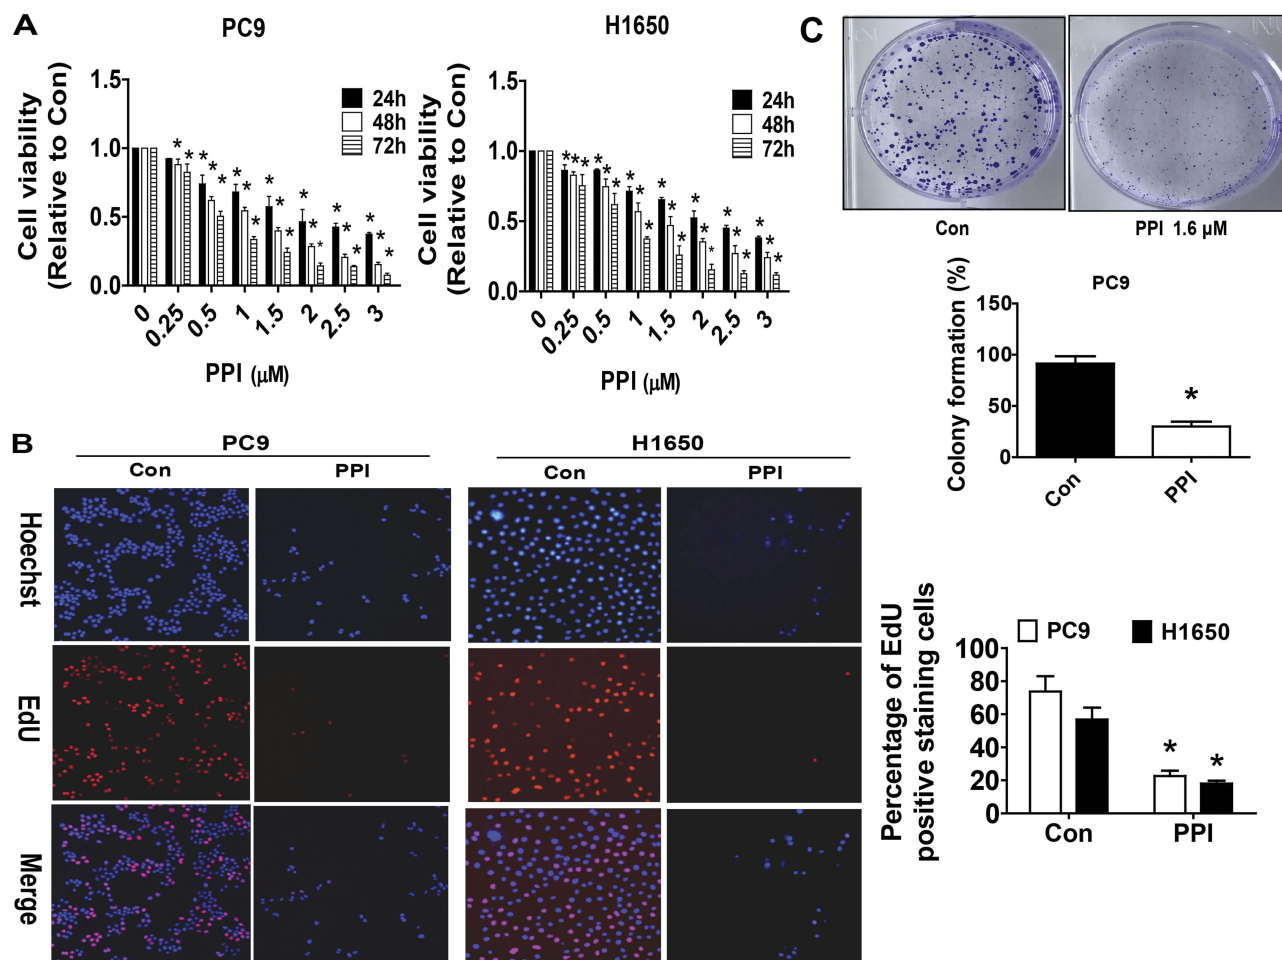 A
PC9
Cell viability
(Relative to Con)
1.5
1.0
0.5
0.0
24h
48h
72h
* * * * * * * * * * * * * * * * * * * *
0 0.25 0.5 1 1.5 2 2.5 3
PPI (μM)
H1650
Cell viability
(Relative to Con)
1.5
1.0
0.5
0.0
24h
48h
72h
* * * * * * * * * * * * * * * * * * * * *
0 0.25 0.5 1 1.5 2 2.5 3
PPI (μM)
C
Con
PPI 1.6 μM
PC9
Colony formation (%)
150
100
50
0
*
Con PPI
B
PC9
H1650
Con PPI Con PPI
Hoechst
EdU
Merge
Percentage of EdU
positive staining cells
PC9 H1650
100
80
60
40
20
0
* *
Con PPI